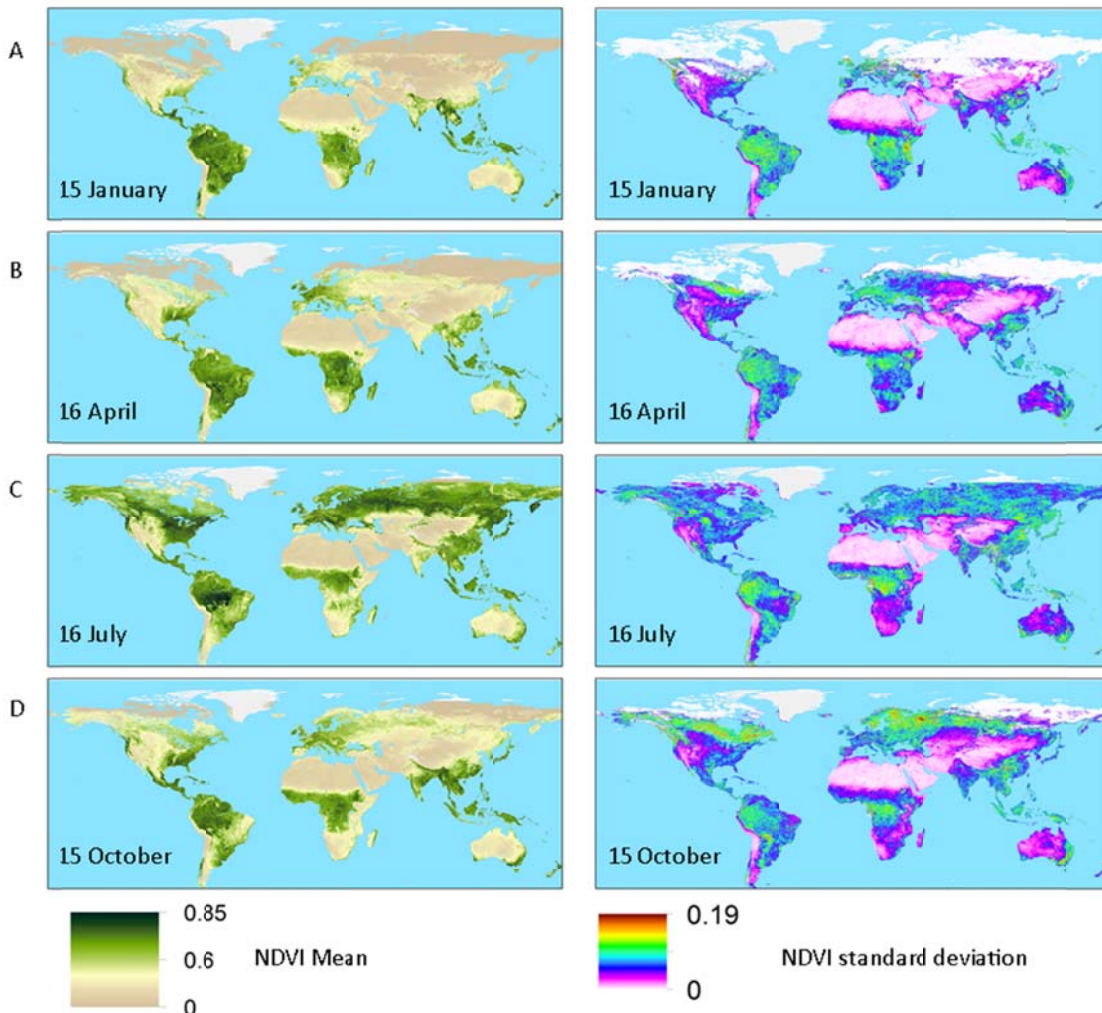 A
15 January
15 January
B
16 April
16 April
C
16 July
16 July
D
15 October
15 October
0.85
0.6
0
NDVI Mean
0.19
0
NDVI standard deviation